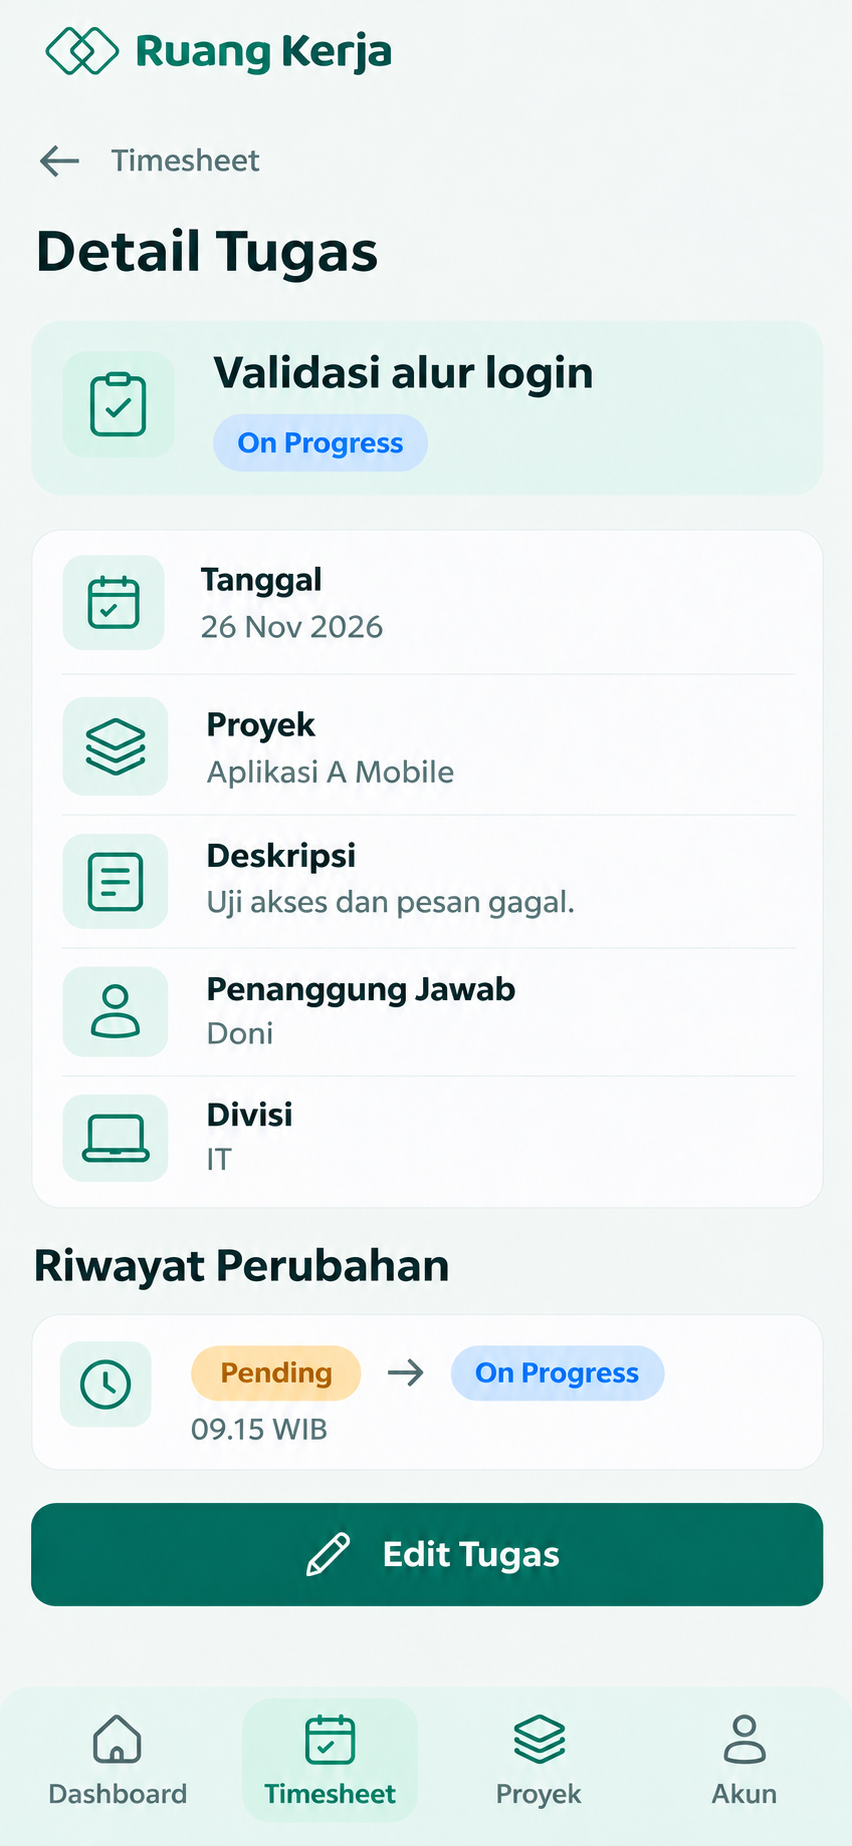 Ruang Kerja
Timesheet
Detail Tugas
Validasi alur login
On Progress
Tanggal
26 Nov 2026
Proyek
Aplikasi A Mobile
Deskripsi
Uji akses dan pesan gagal.
Penanggung Jawab
Doni
Divisi
IT
Riwayat Perubahan
Pending → On Progress
09.15 WIB
Edit Tugas
Dashboard Timesheet Proyek Akun